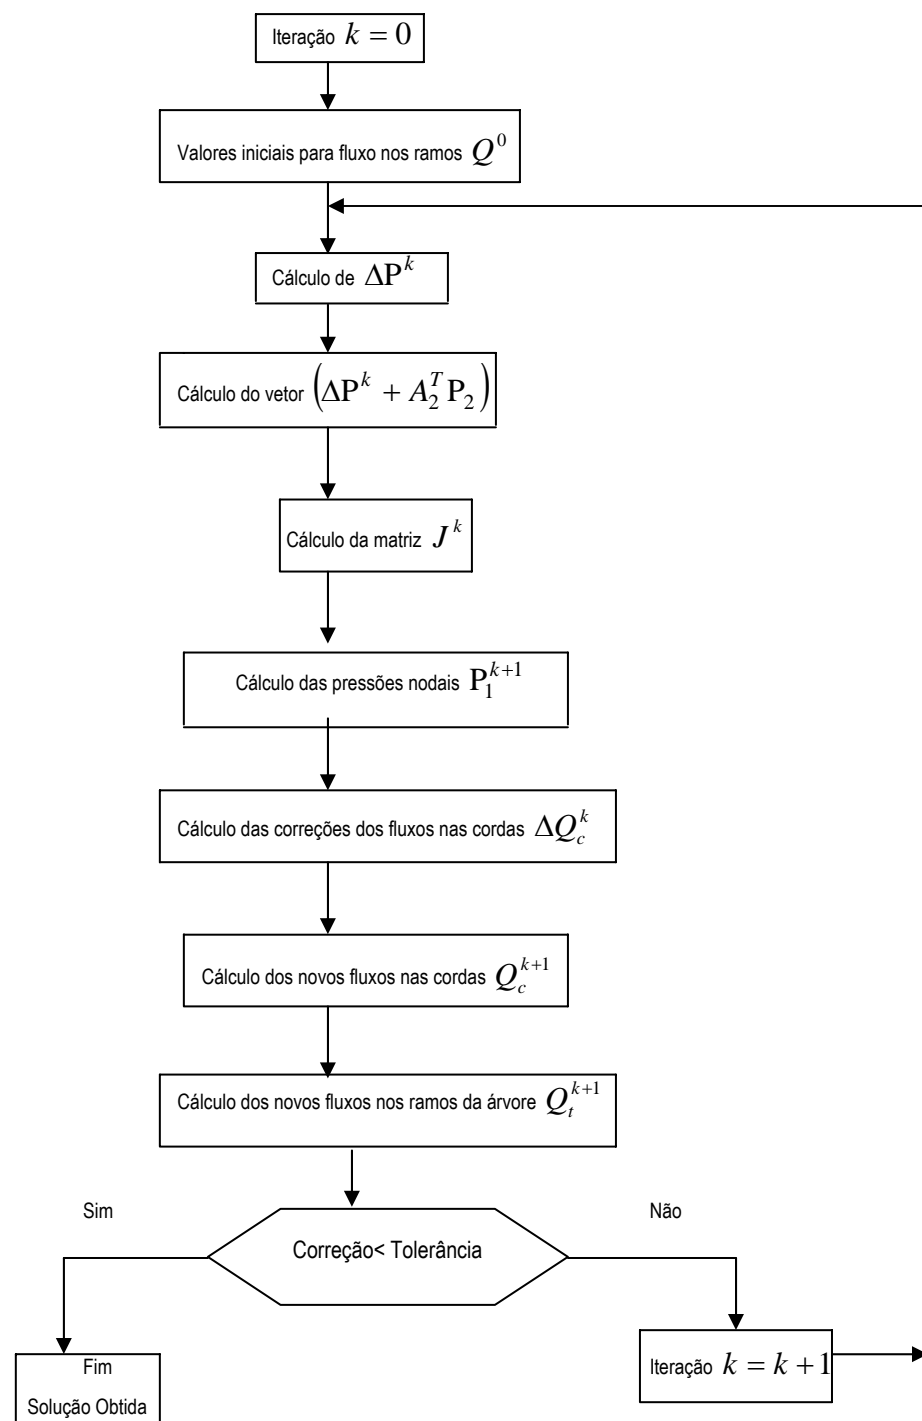 Iteração k = 0
Valores iniciais para fluxo nos ramos Q^0
Cálculo de ΔP^k
Cálculo do vetor (ΔP^k + A_2^T P_2)
Cálculo da matriz J^k
Cálculo das pressões nodais P_1^{k+1}
Cálculo das correções dos fluxos nas cordas ΔQ_c^k
Cálculo dos novos fluxos nas cordas Q_c^{k+1}
Cálculo dos novos fluxos nos ramos da árvore Q_t^{k+1}
Sim
Não
Correção< Tolerância
Iteração k = k + 1
Fim
Solução Obtida